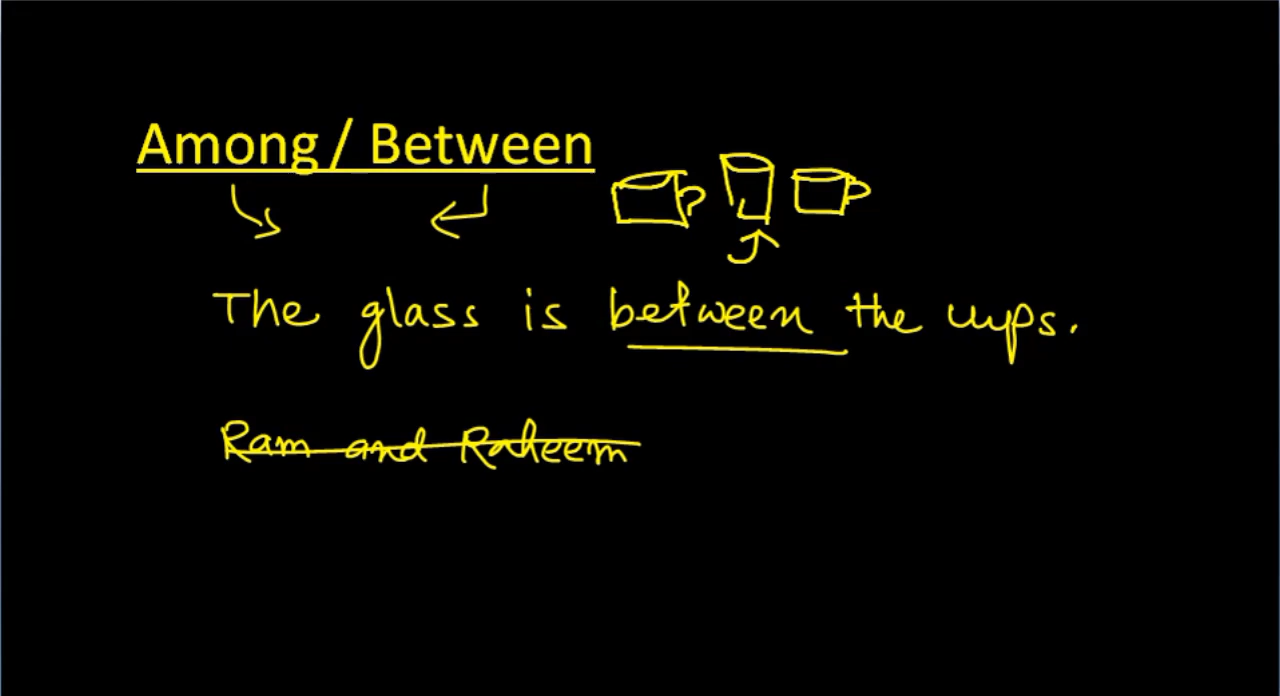 Among / Between
The glass is between the cups.
Ram and Raheem